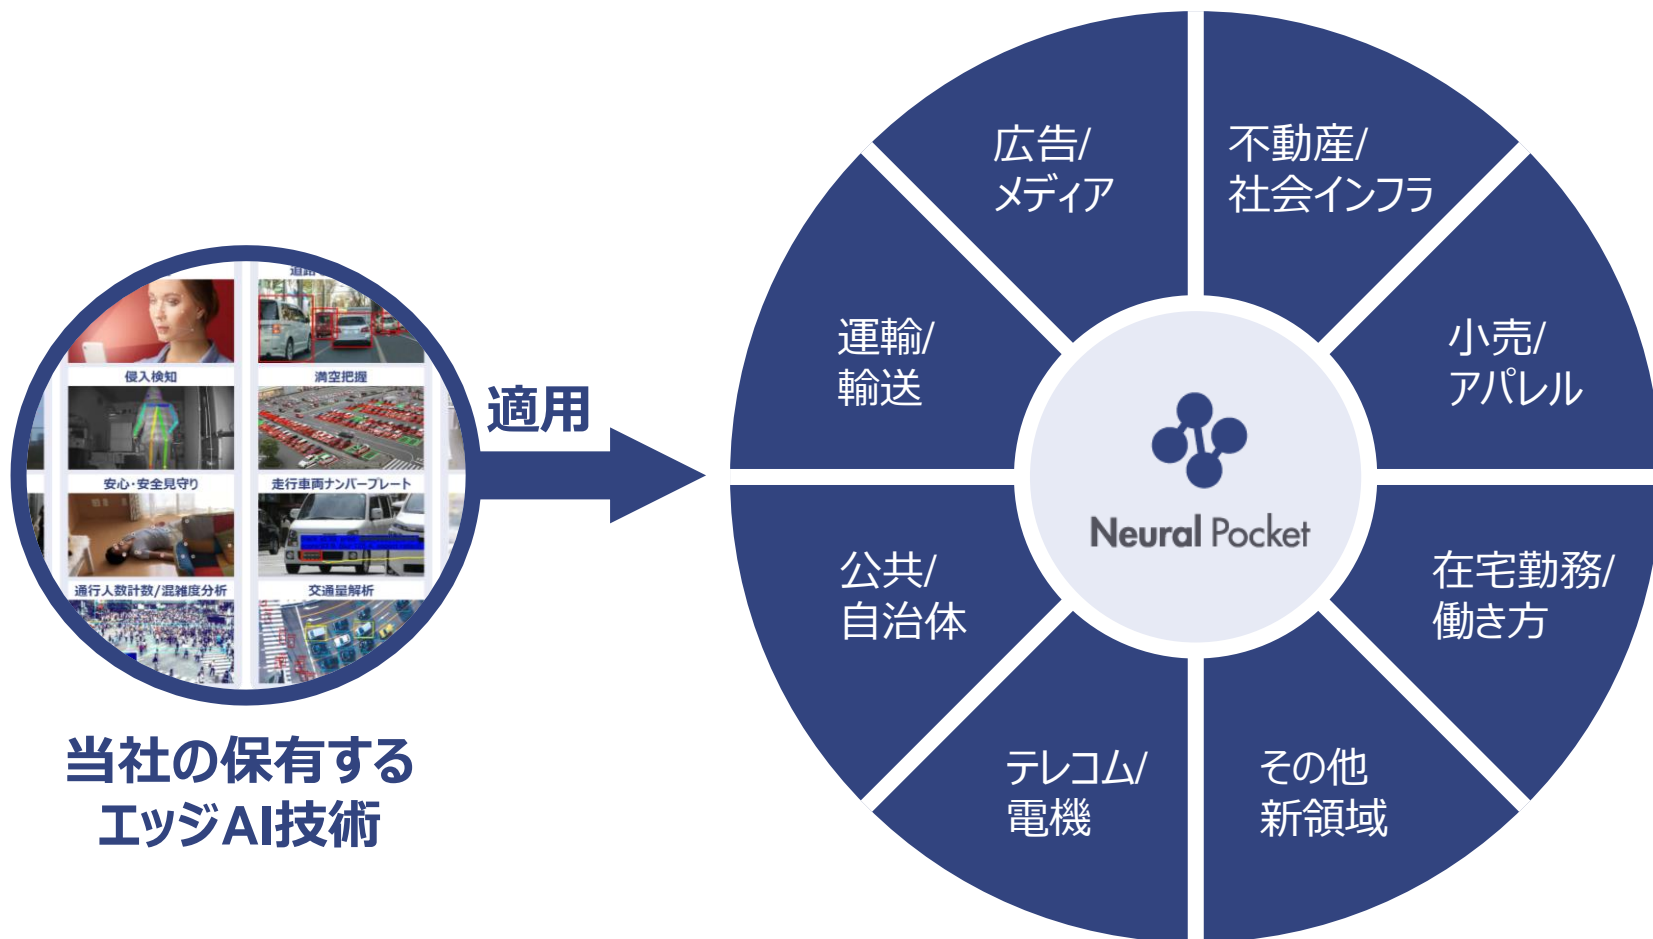 侵入検知
満空把握
安心・安全見守り
走行車両ナンバープレート
通行人数計数/混雑度分析
交通量解析
当社の保有する
エッジAI技術
適用
広告/
メディア
不動産/
社会インフラ
運輸/
輸送
小売/
アパレル
Neural Pocket
公共/
自治体
在宅勤務/
働き方
テレコム/
電機
その他
新領域